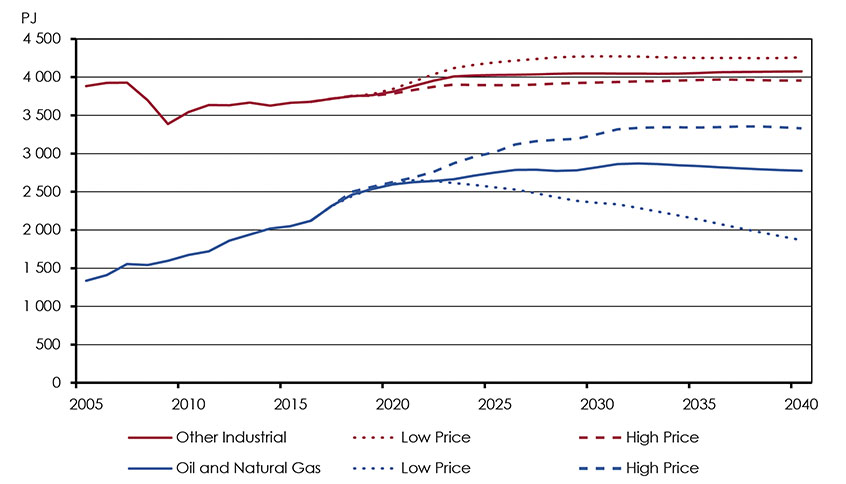 PJ
4 500
4 000
3 500
3 000
2 500
2 000
1 500
1 000
500
0
2005 2010 2015 2020 2025 2030 2035 2040
Other Industrial Low Price High Price
Oil and Natural Gas Low Price High Price